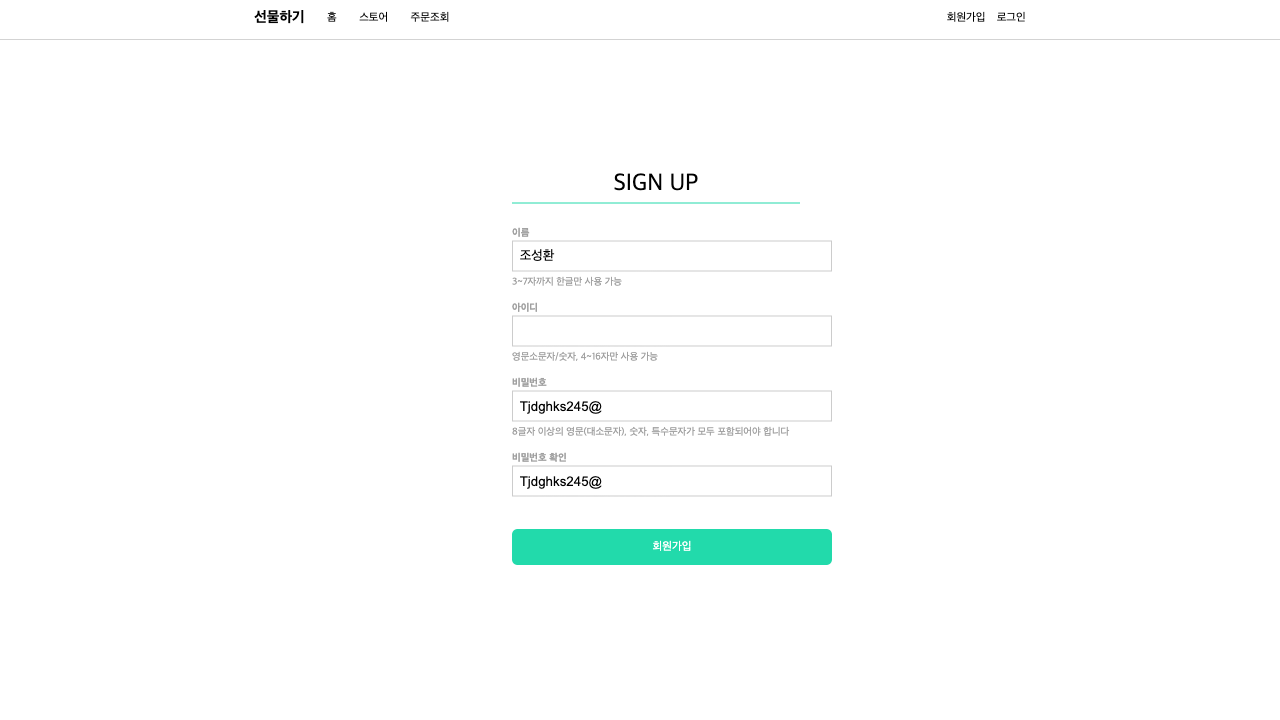 선물하기 홈 스토어 주문조회 회원가입 로그인
SIGN UP
이름
조성환
3~7자까지 한글만 사용 가능
아이디
영문소문자/숫자, 4~16자만 사용 가능
비밀번호
Tjdghks245@
8글자 이상의 영문(대소문자), 숫자, 특수문자가 모두 포함되어야 합니다
비밀번호 확인
Tjdghks245@
회원가입